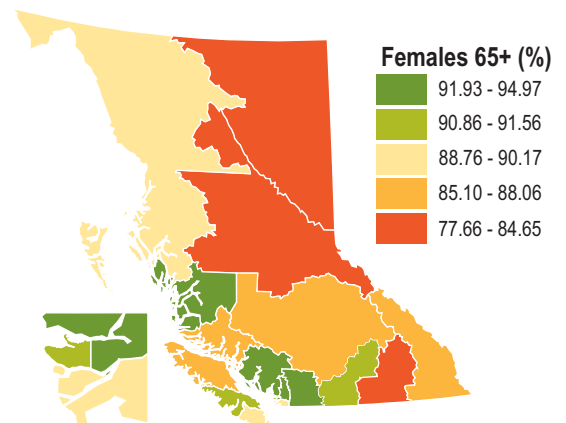 Females 65+ (%)
91.93 - 94.97
90.86 - 91.56
88.76 - 90.17
85.10 - 88.06
77.66 - 84.65